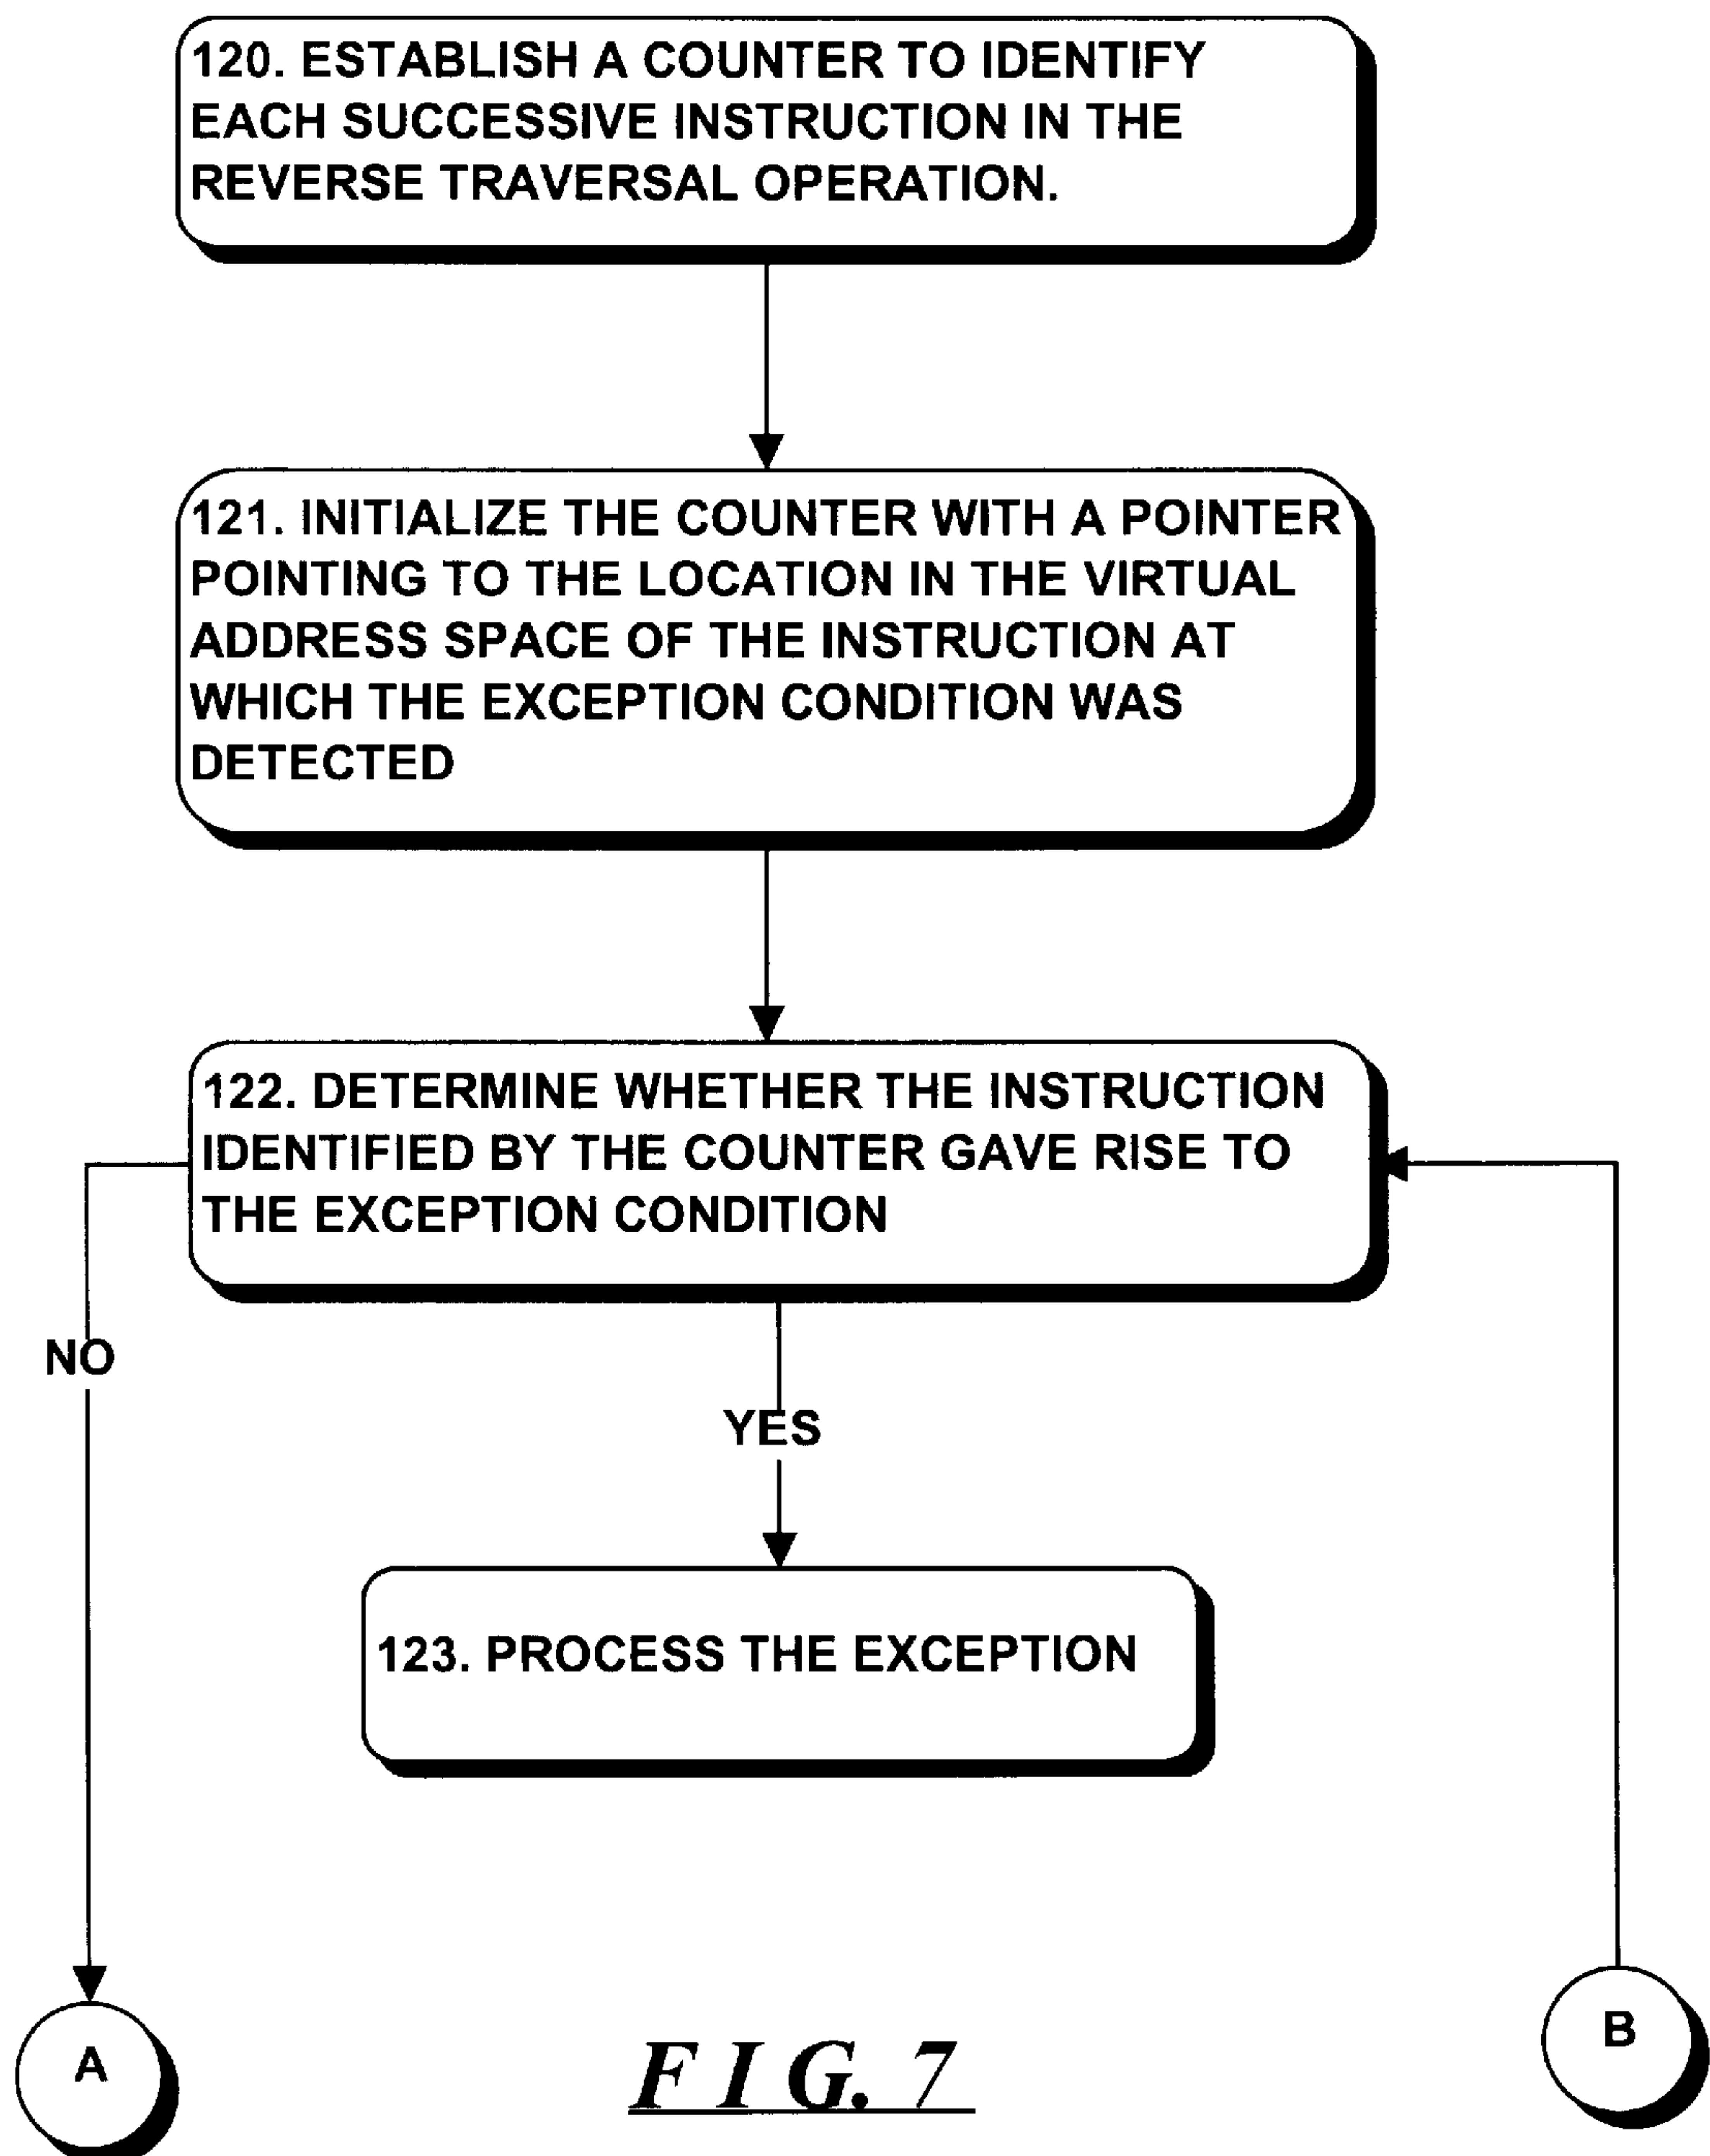 120. ESTABLISH A COUNTER TO IDENTIFY
EACH SUCCESSIVE INSTRUCTION IN THE
REVERSE TRAVERSAL OPERATION.
121. INITIALIZE THE COUNTER WITH A POINTER
POINTING TO THE LOCATION IN THE VIRTUAL
ADDRESS SPACE OF THE INSTRUCTION AT
WHICH THE EXCEPTION CONDITION WAS
DETECTED
122. DETERMINE WHETHER THE INSTRUCTION
IDENTIFIED BY THE COUNTER GAVE RISE TO
THE EXCEPTION CONDITION
NO
YES
123. PROCESS THE EXCEPTION
A
B
FIG. 7